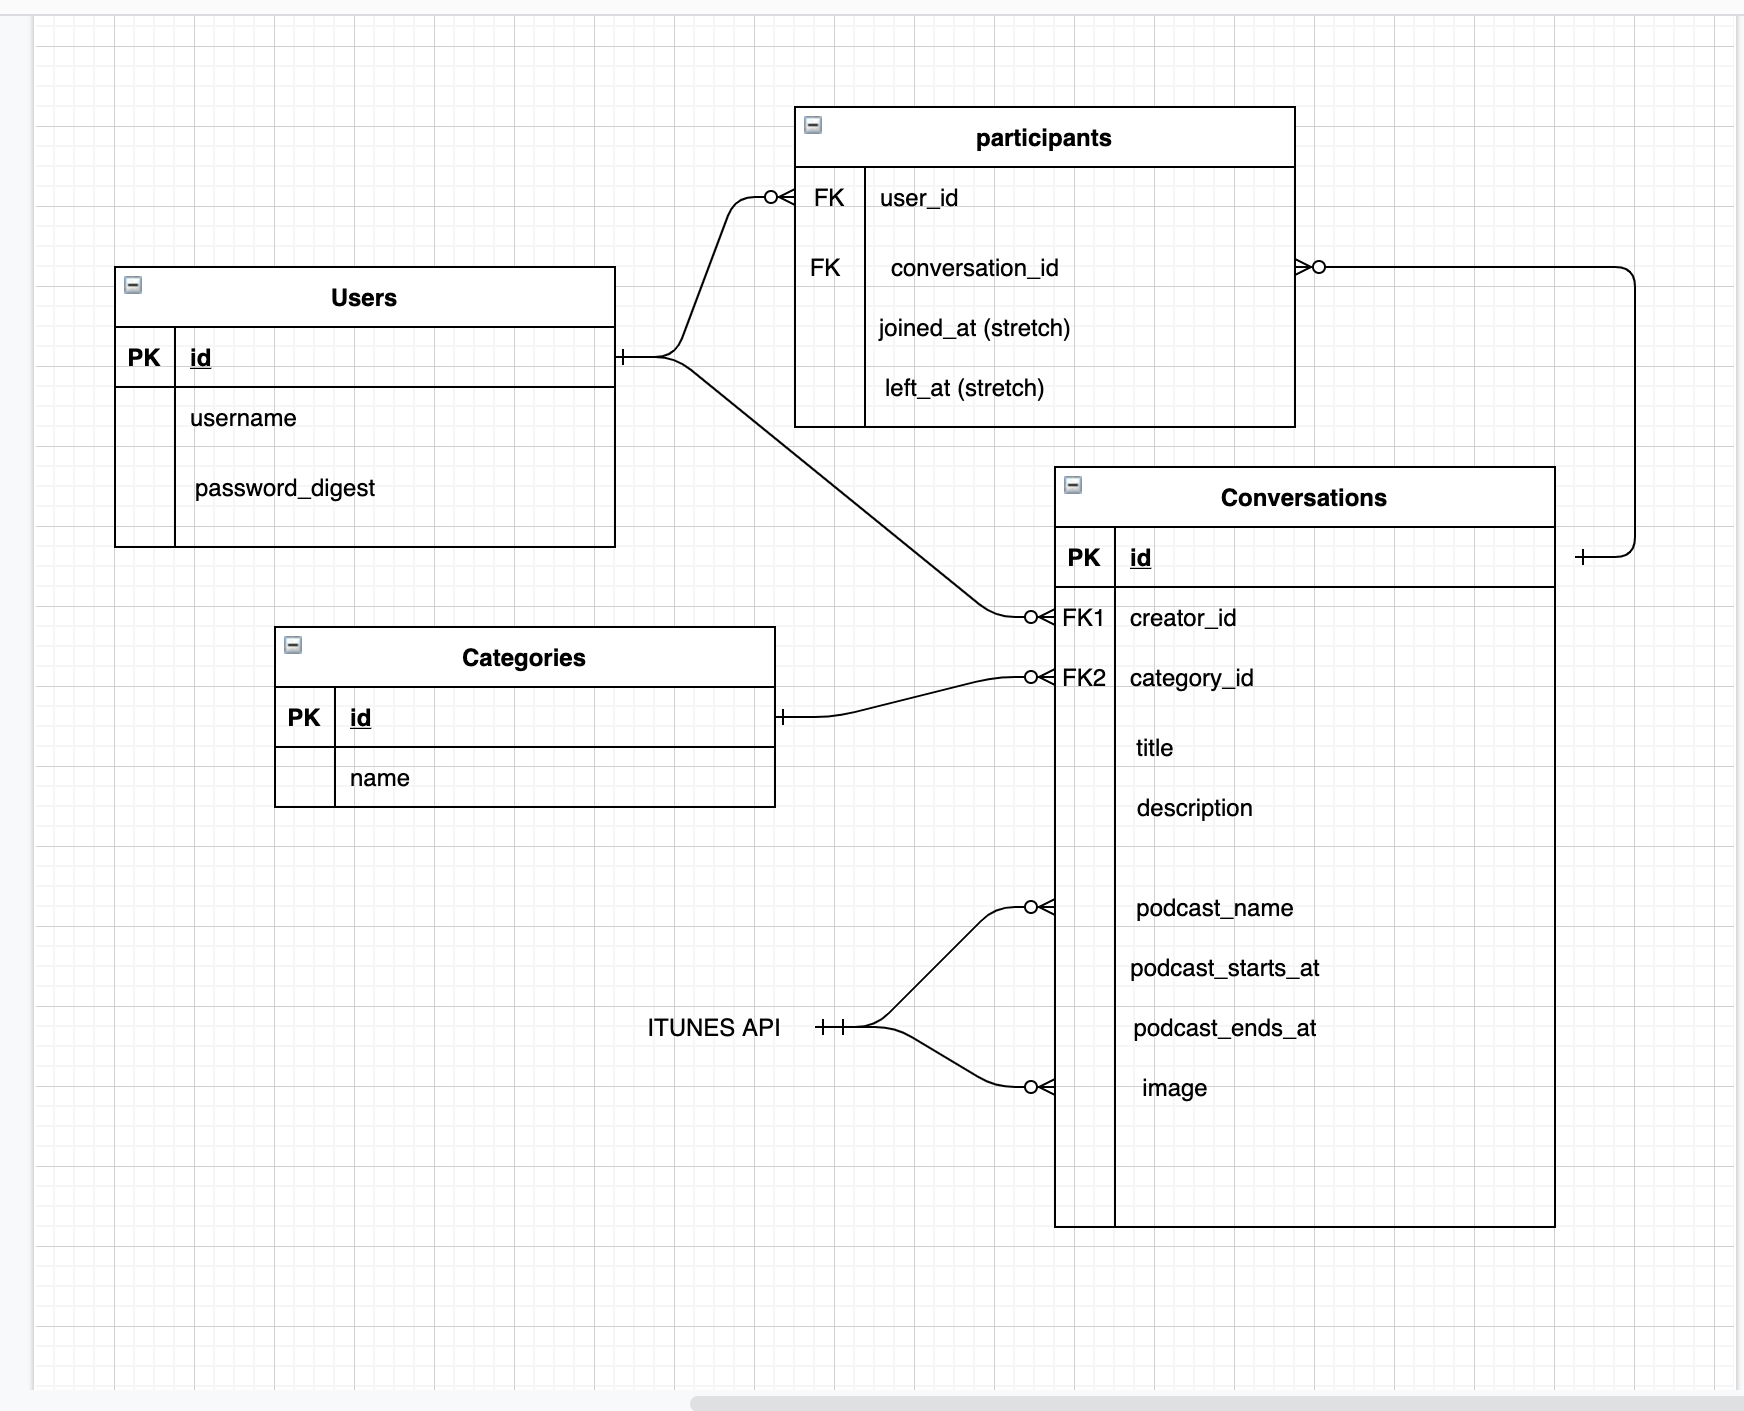 participants
FK user_id
FK conversation_id
joined_at (stretch)
left_at (stretch)
Users
PK id
username
password_digest
Conversations
PK id
FK1 creator_id
FK2 category_id
title
description
podcast_name
podcast_starts_at
podcast_ends_at
image
Categories
PK id
name
ITUNES API